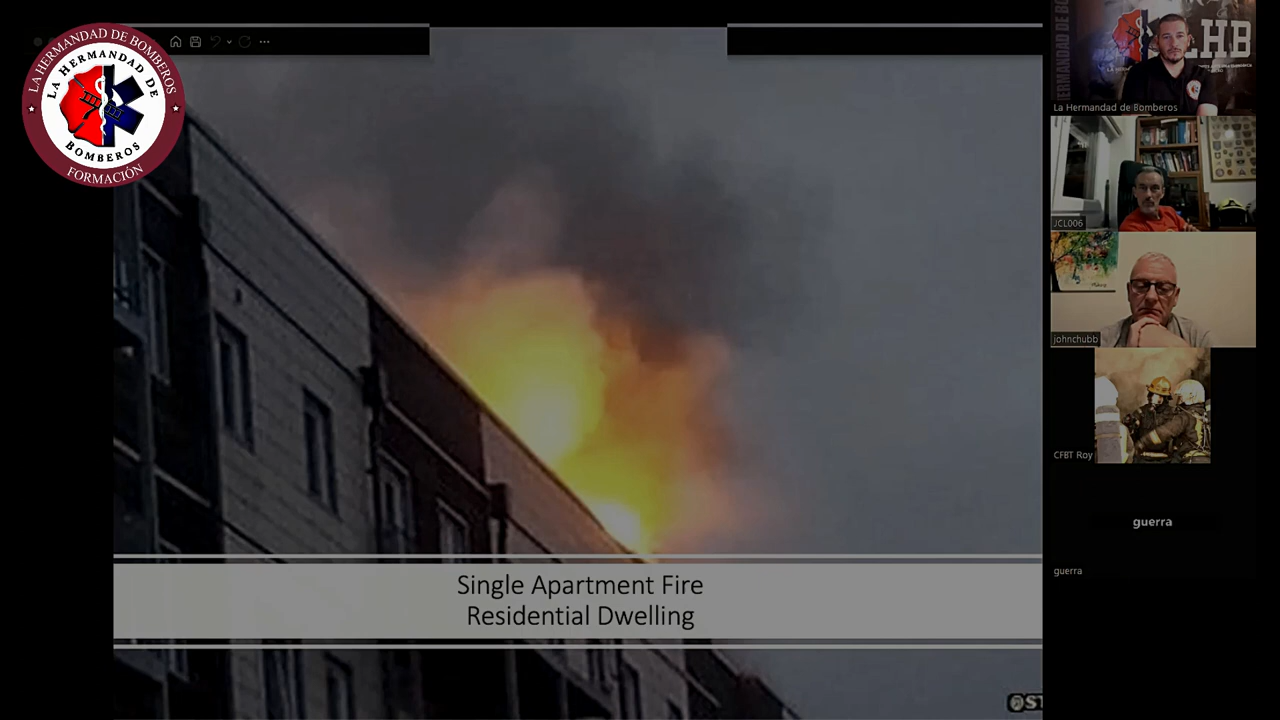 LA HERMANDAD DE BOMBEROS
LA HERMANDAD DE
BOMBEROS
FORMACIÓN
LHB
La Hermandad de Bomberos
JCL006
johnchubb
CFBT Roy
guerra
guerra
Single Apartment Fire
Residential Dwelling